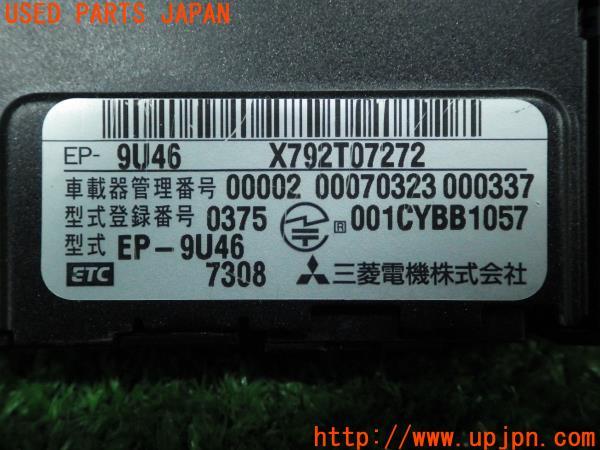 USED PARTS JAPAN
EP- 9U46 X792T07272
車載器管理番号 00002 00070323 000337
型式登録番号 0375 R 001CYBB1057
型式 EP-9U46
ETC 7308 三菱電機株式会社
http://www.upjpn.com/